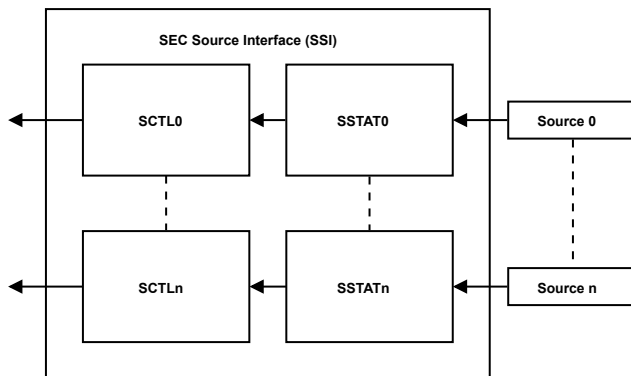 SEC Source Interface (SSI)
SCTL0
SSTAT0
Source 0
SCTLn
SSTATn
Source n